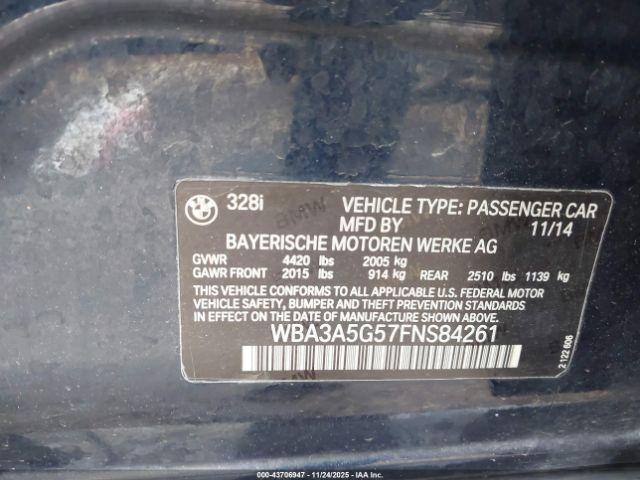 328i VEHICLE TYPE: PASSENGER CAR
MFD BY 11/14
BAYERISCHE MOTOREN WERKE AG
GVWR 4420 lbs 2005 kg
GAWR FRONT 2015 lbs 914 kg REAR 2510 lbs 1139 kg
THIS VEHICLE CONFORMS TO ALL APPLICABLE U.S. FEDERAL MOTOR
VEHICLE SAFETY, BUMPER AND THEFT PREVENTION STANDARDS IN
EFFECT ON THE DATE OF MANUFACTURE SHOWN ABOVE.
WBA3A5G57FNS84261
2 122 606
000-43706947 • 11/24/2025 • IAA Inc.